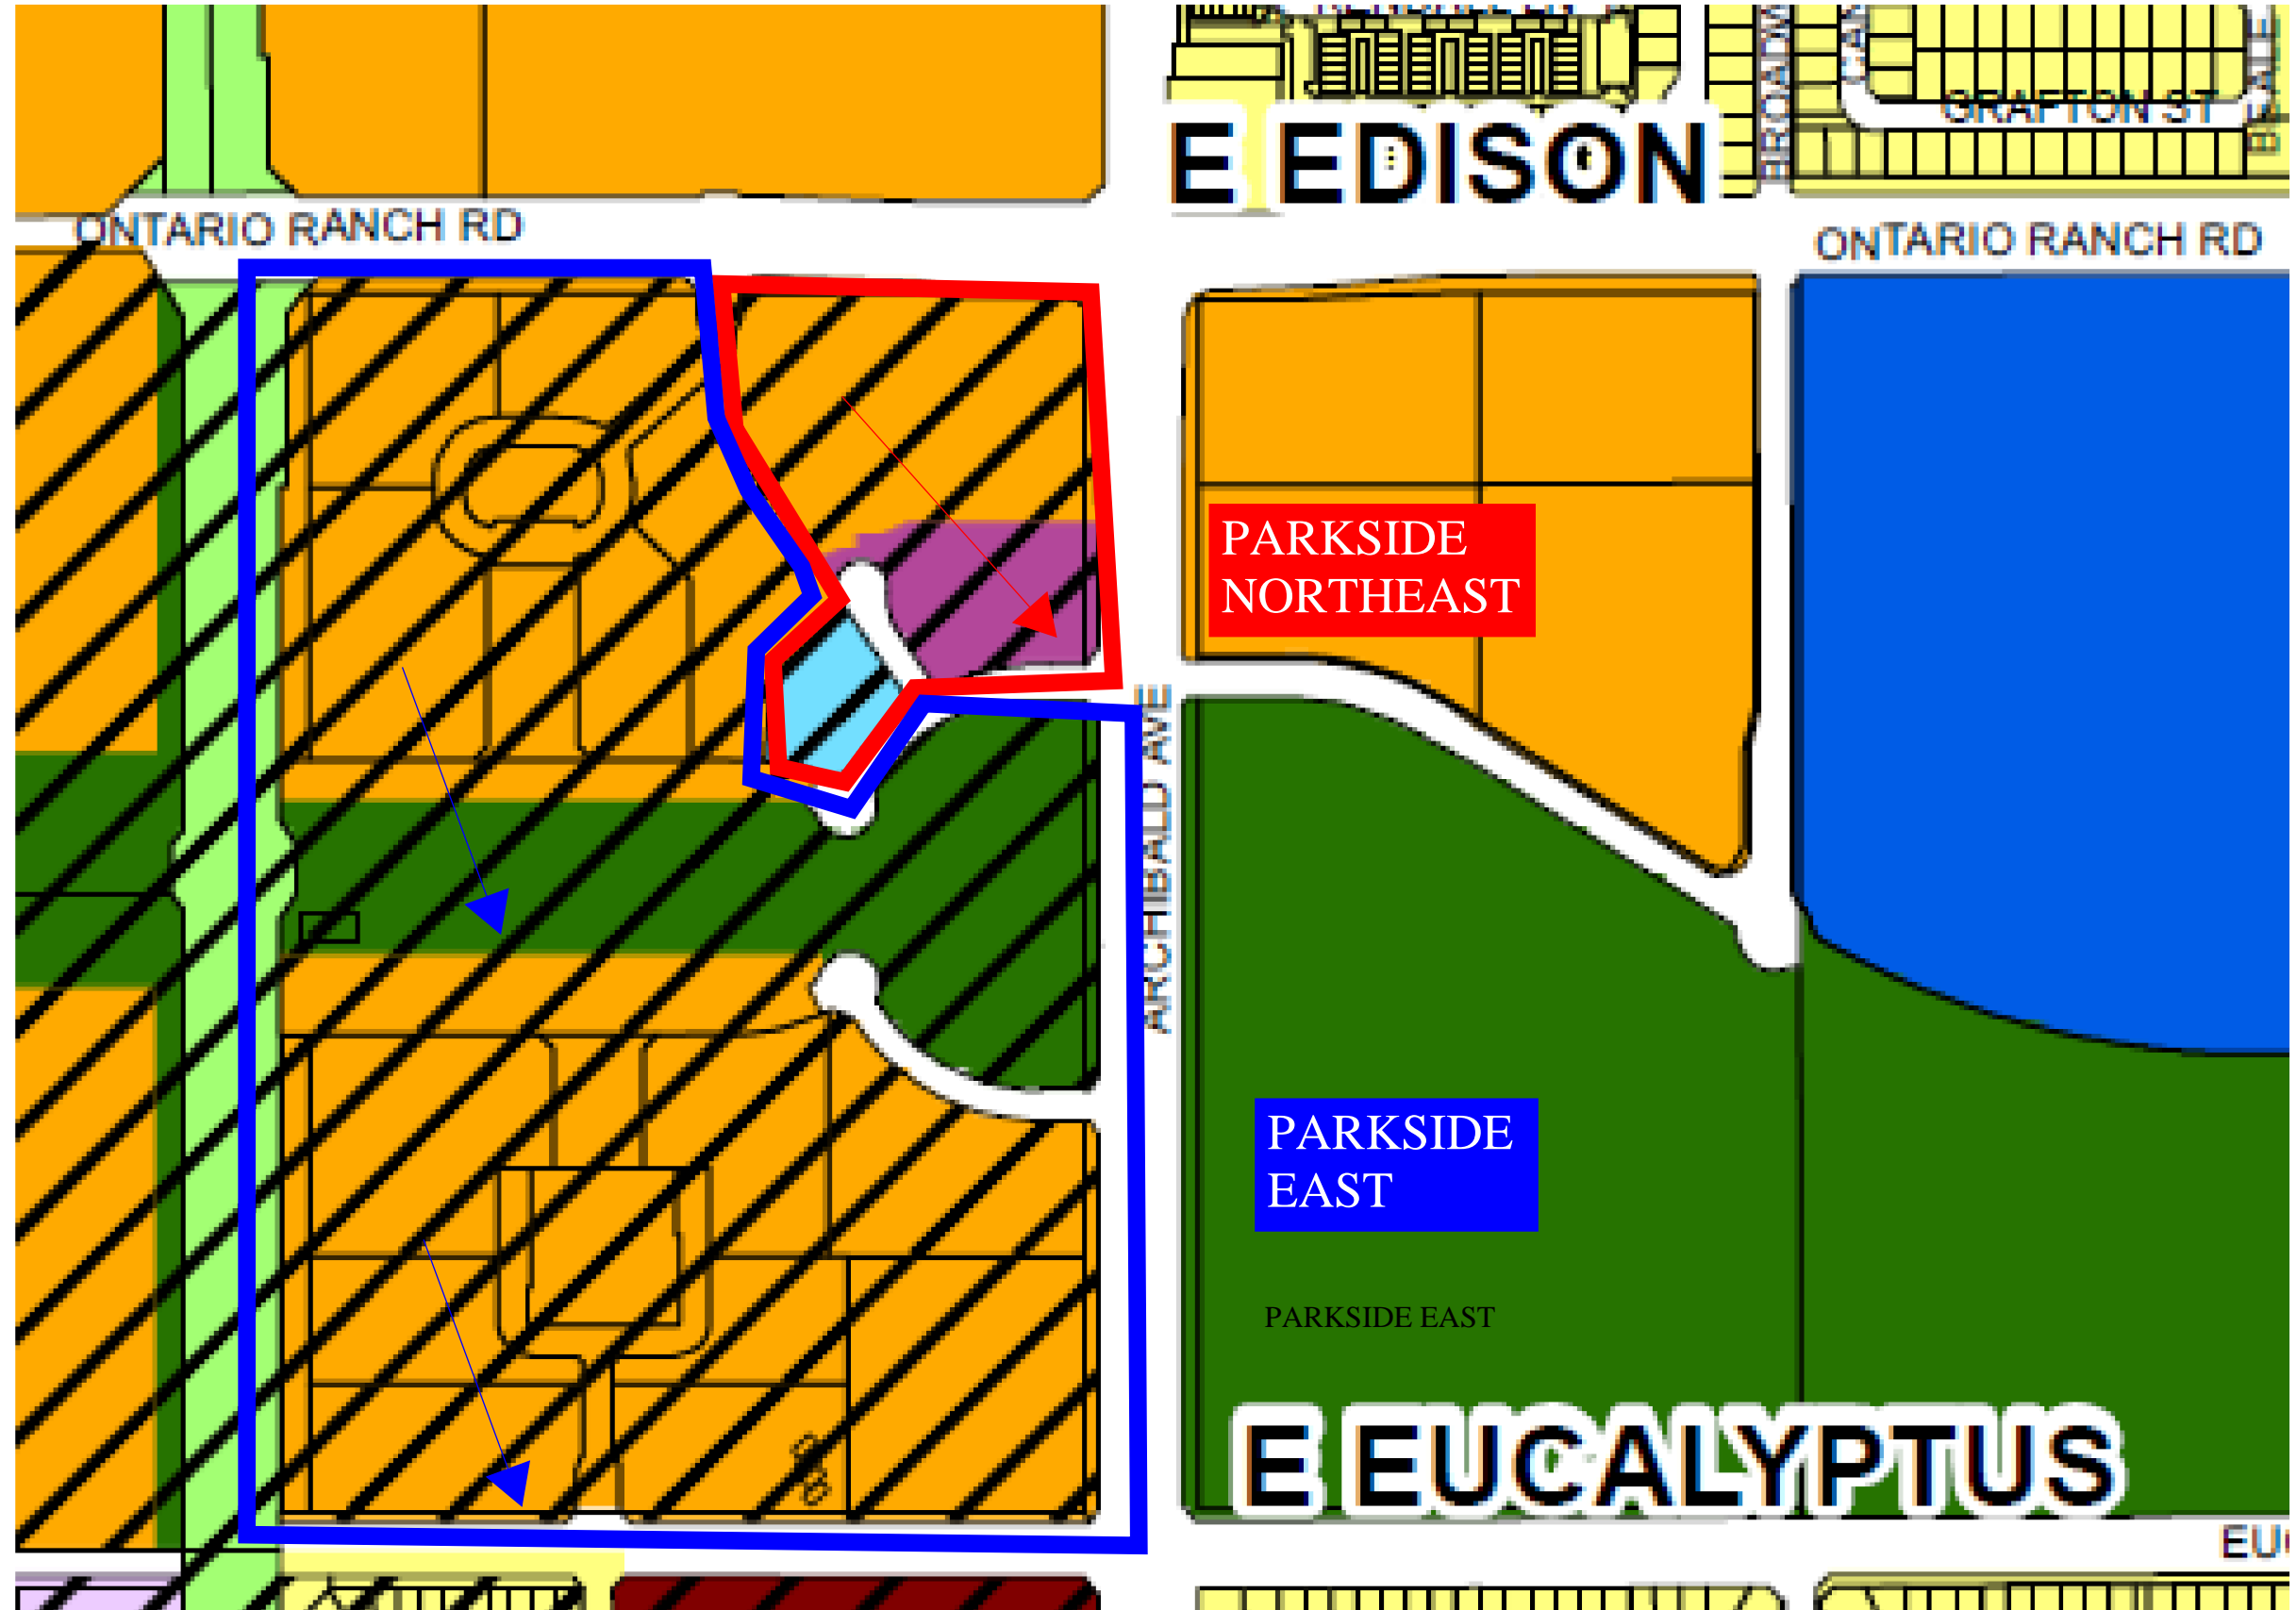 GRAFTON ST
E EDISON
ONTARIO RANCH RD
ONTARIO RANCH RD
PARKSIDE
NORTHEAST
ARCHIBALD AVE
PARKSIDE
EAST
PARKSIDE EAST
E EUCALYPTUS